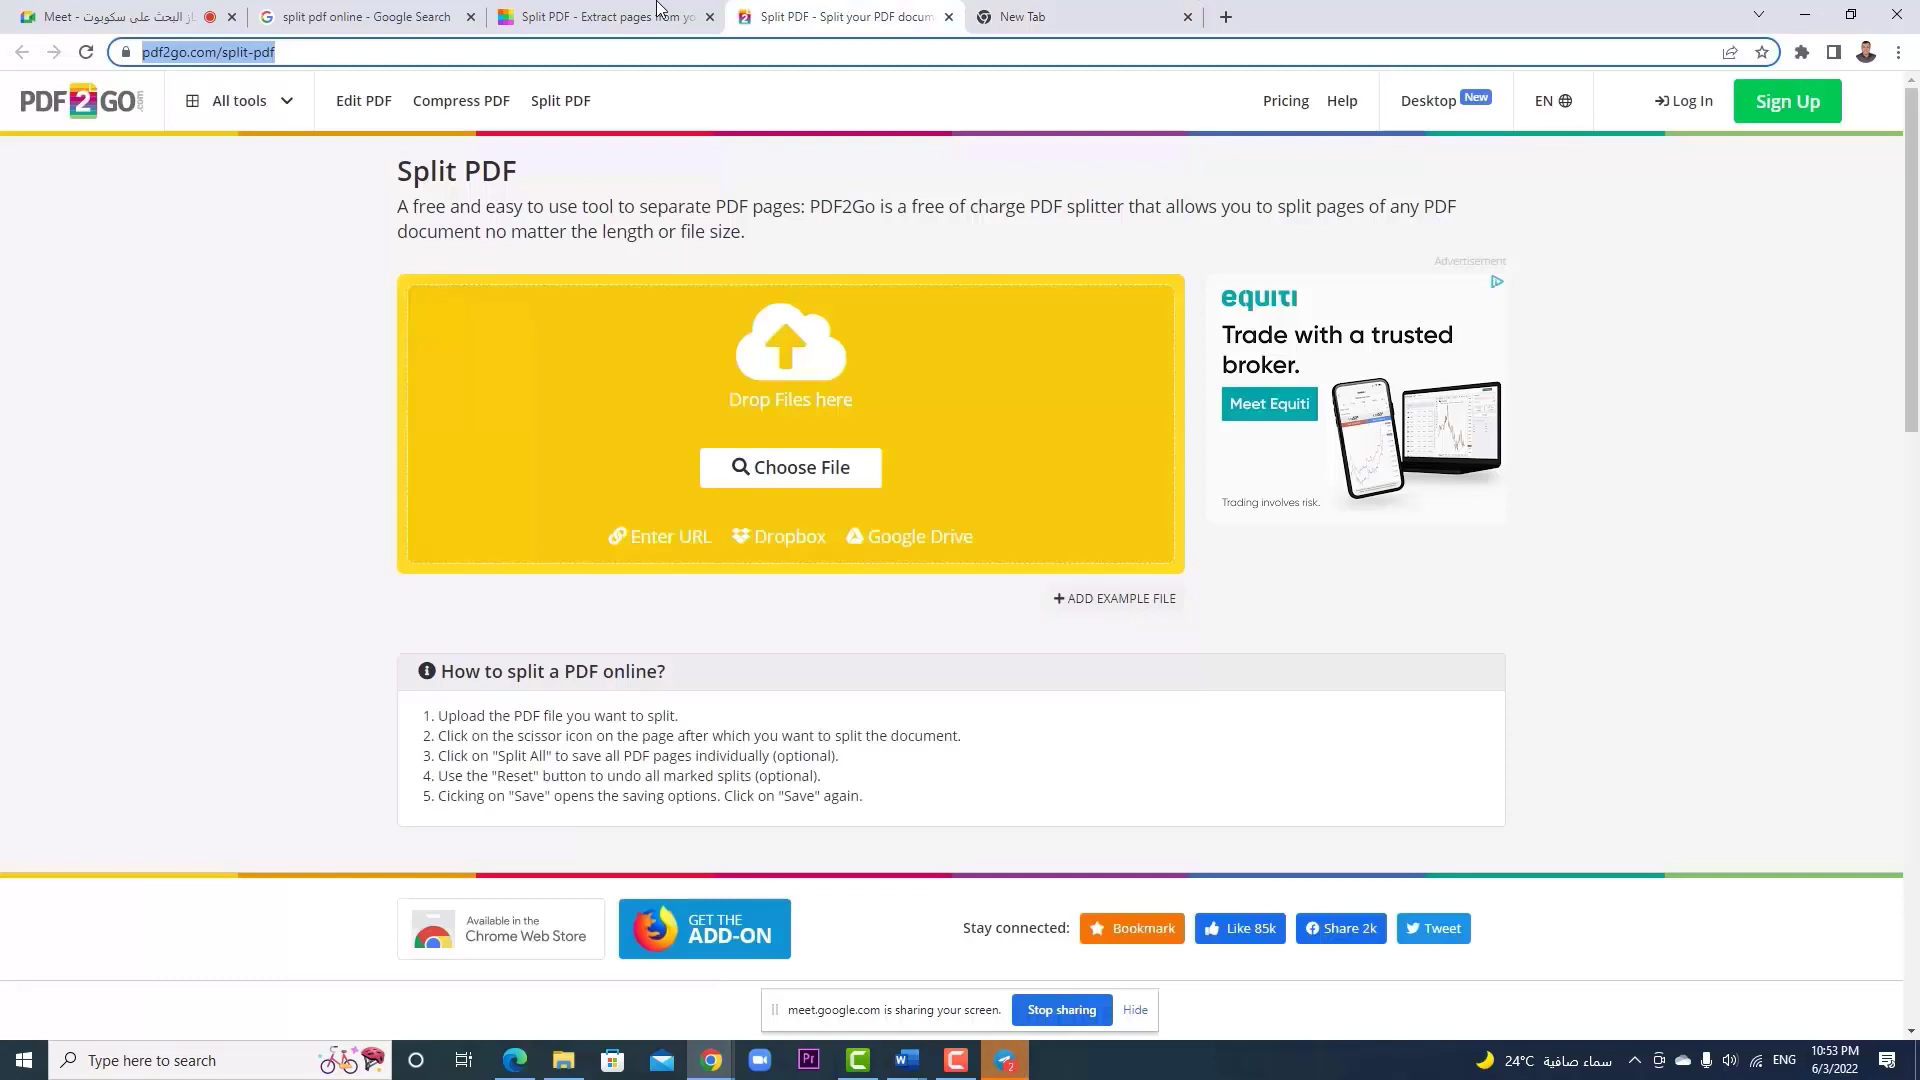 Meet - از البحث على سكوبوت
split pdf online - Google Search
Split PDF - Extract pages from yo
Split PDF - Split your PDF docum
New Tab
pdf2go.com/split-pdf
PDF2GO.com
All tools
Edit PDF
Compress PDF
Split PDF
Pricing
Help
Desktop New
EN
Log In
Sign Up
Split PDF
A free and easy to use tool to separate PDF pages: PDF2Go is a free of charge PDF splitter that allows you to split pages of any PDF
document no matter the length or file size.
Advertisement
Drop Files here
Choose File
Enter URL
Dropbox
Google Drive
equiti
Trade with a trusted
broker.
Meet Equiti
Trading involves risk.
+ ADD EXAMPLE FILE
How to split a PDF online?
1. Upload the PDF file you want to split.
2. Click on the scissor icon on the page after which you want to split the document.
3. Click on "Split All" to save all PDF pages individually (optional).
4. Use the "Reset" button to undo all marked splits (optional).
5. Cicking on "Save" opens the saving options. Click on "Save" again.
Available in the
Chrome Web Store
GET THE
ADD-ON
Stay connected:
Bookmark
Like 85k
Share 2k
Tweet
meet.google.com is sharing your screen.
Stop sharing
Hide
Type here to search
Pr
2
24°C سماء صافية
ENG
10:53 PM
6/3/2022